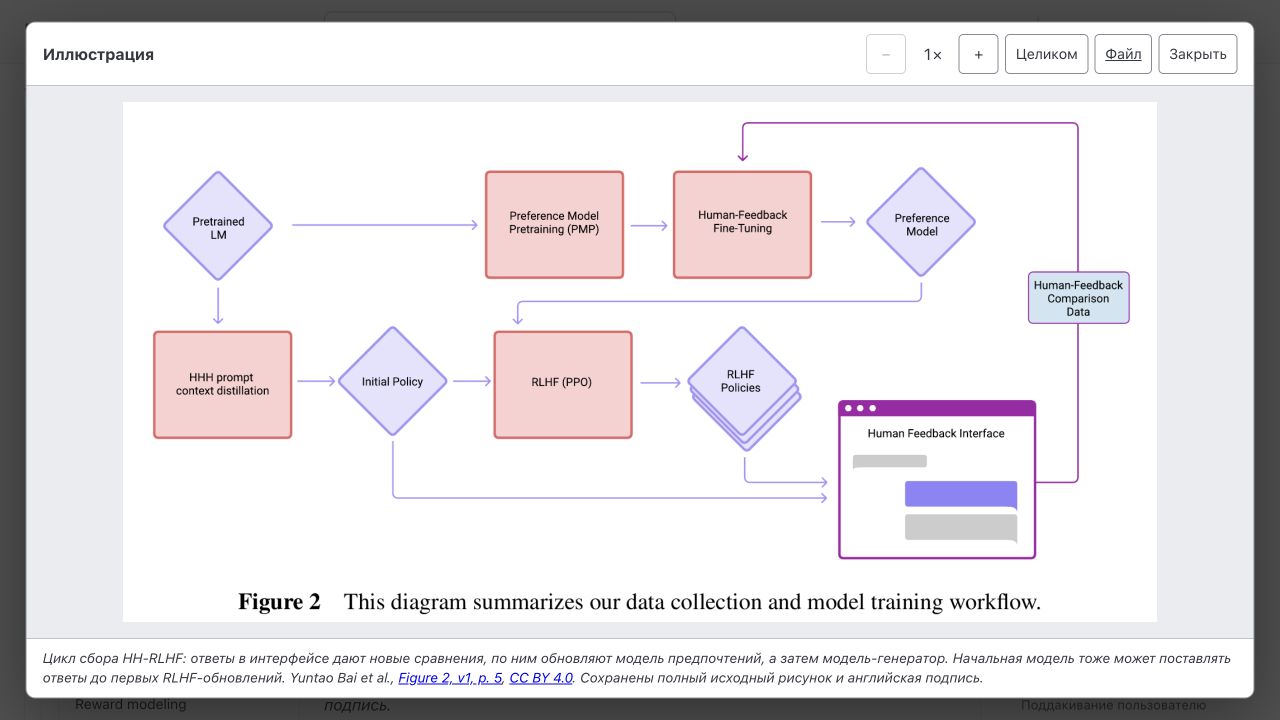 Иллюстрация
−
1×
+
Целиком
Файл
Закрыть
Pretrained
LM
Preference Model
Pretraining (PMP)
Human-Feedback
Fine-Tuning
Preference
Model
Human-Feedback
Comparison
Data
HHH prompt
context distillation
Initial Policy
RLHF (PPO)
RLHF
Policies
Human Feedback Interface
Figure 2 This diagram summarizes our data collection and model training workflow.
Цикл сбора HH-RLHF: ответы в интерфейсе дают новые сравнения, по ним обновляют модель предпочтений, а затем модель-генератор. Начальная модель тоже может поставлять
ответы до первых RLHF-обновлений. Yuntao Bai et al., Figure 2, v1, p. 5, CC BY 4.0. Сохранены полный исходный рисунок и английская подпись.
Reward modeling
подпись.
Поддакивание пользователю